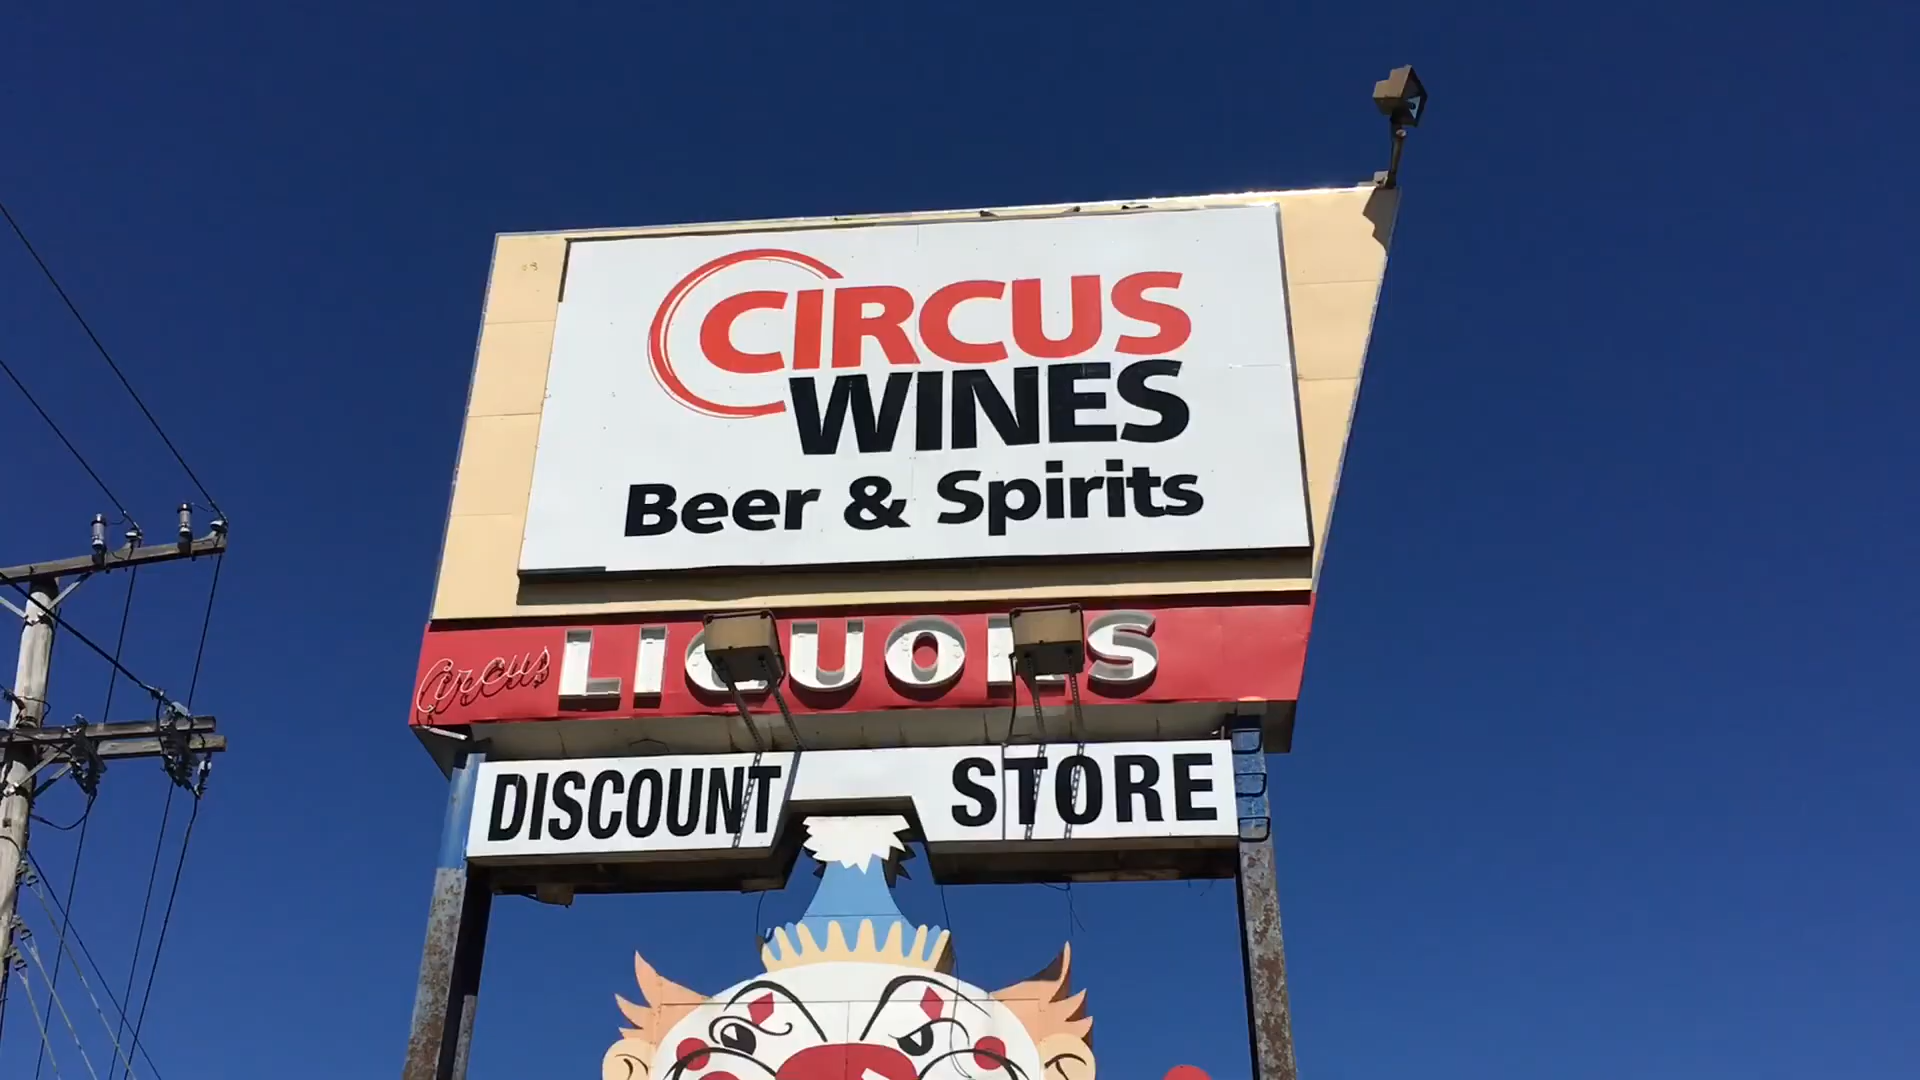 CIRCUS
WINES
Beer & Spirits
Circus LIQUORS
DISCOUNT STORE